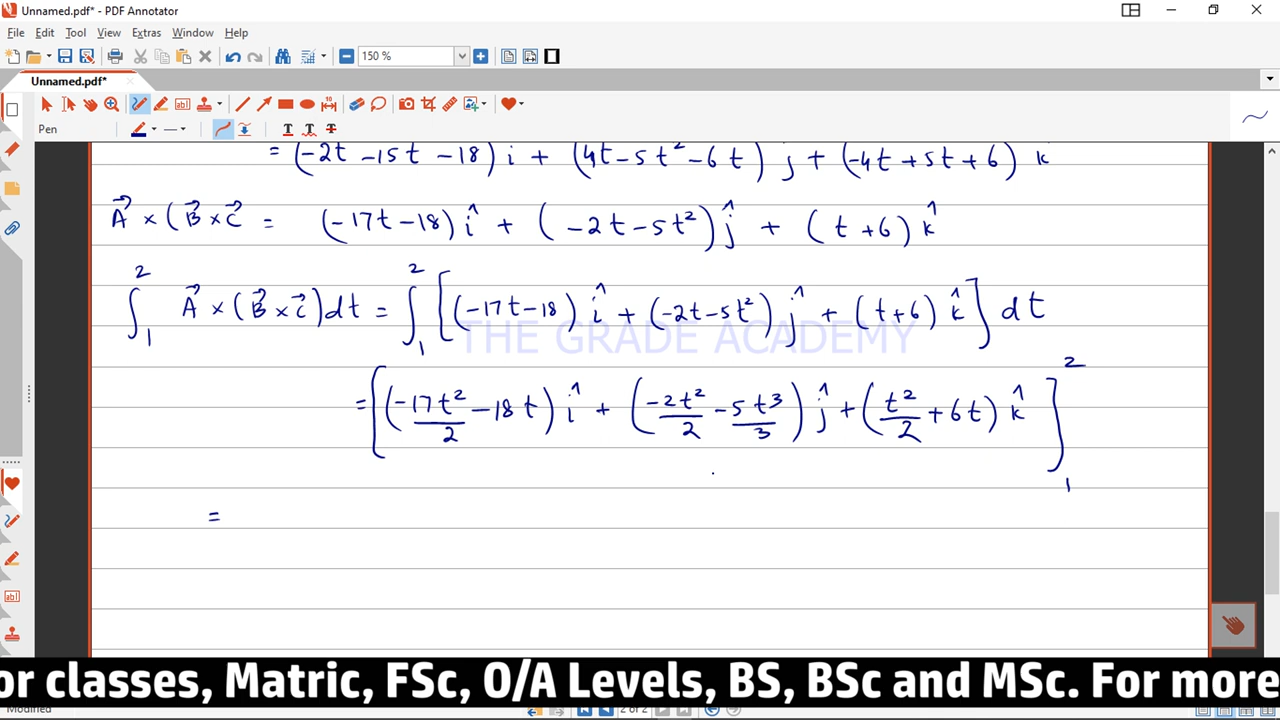 Unnamed.pdf* - PDF Annotator
File Edit Tool View Extras Window Help
150 %
Unnamed.pdf*
Pen
= (-2t -15t -18) i + (4t-5t²-6t) j + (-4t+5t+6) k
A⃗ × (B⃗ × C⃗ = (-17t-18) î + (-2t-5t²) ĵ + (t+6) k̂
∫₁² A⃗ × (B⃗ × C⃗) dt = ∫₁² [(-17t-18) î + (-2t-5t²) ĵ + (t+6) k̂] dt
THE GRADE ACADEMY
= [(-17t²/2 -18t) î + (-2t²/2 - 5t³/3) ĵ + (t²/2 + 6t) k̂]₁²
=
or classes, Matric, FSc, O/A Levels, BS, BSc and MSc. For more
Modified 2 of 2